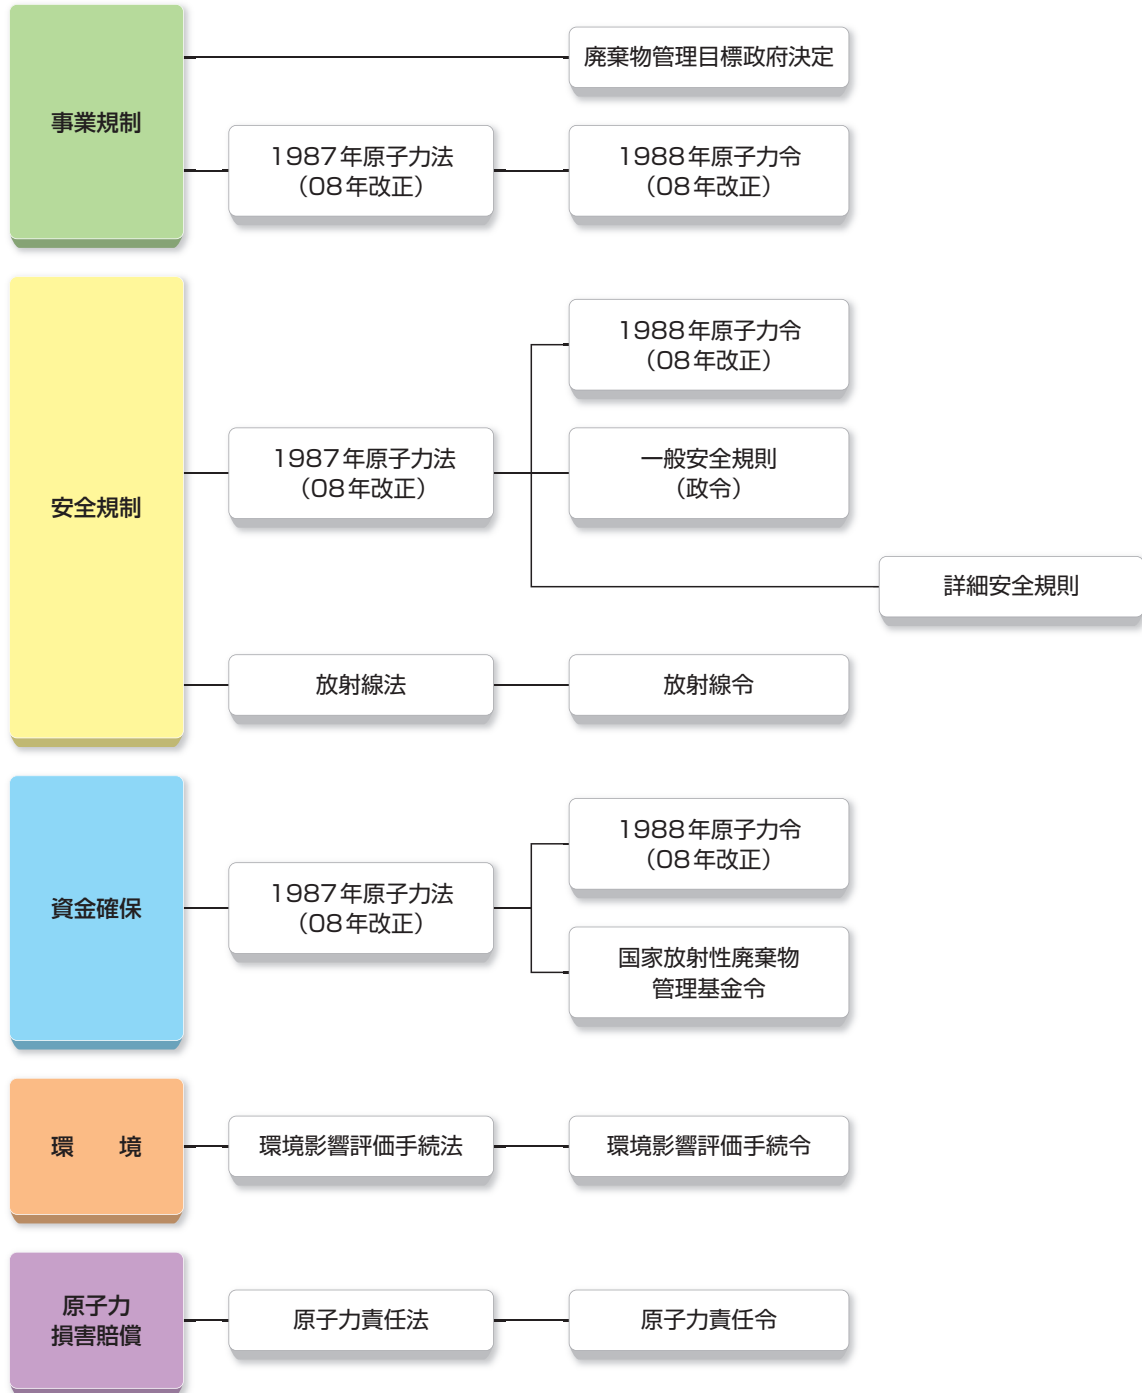 事業規制
廃棄物管理目標政府決定
1987年原子力法
（08年改正）
1988年原子力令
（08年改正）
安全規制
1987年原子力法
（08年改正）
1988年原子力令
（08年改正）
一般安全規則
（政令）
詳細安全規則
放射線法
放射線令
資金確保
1987年原子力法
（08年改正）
1988年原子力令
（08年改正）
国家放射性廃棄物
管理基金令
環　境
環境影響評価手続法
環境影響評価手続令
原子力
損害賠償
原子力責任法
原子力責任令